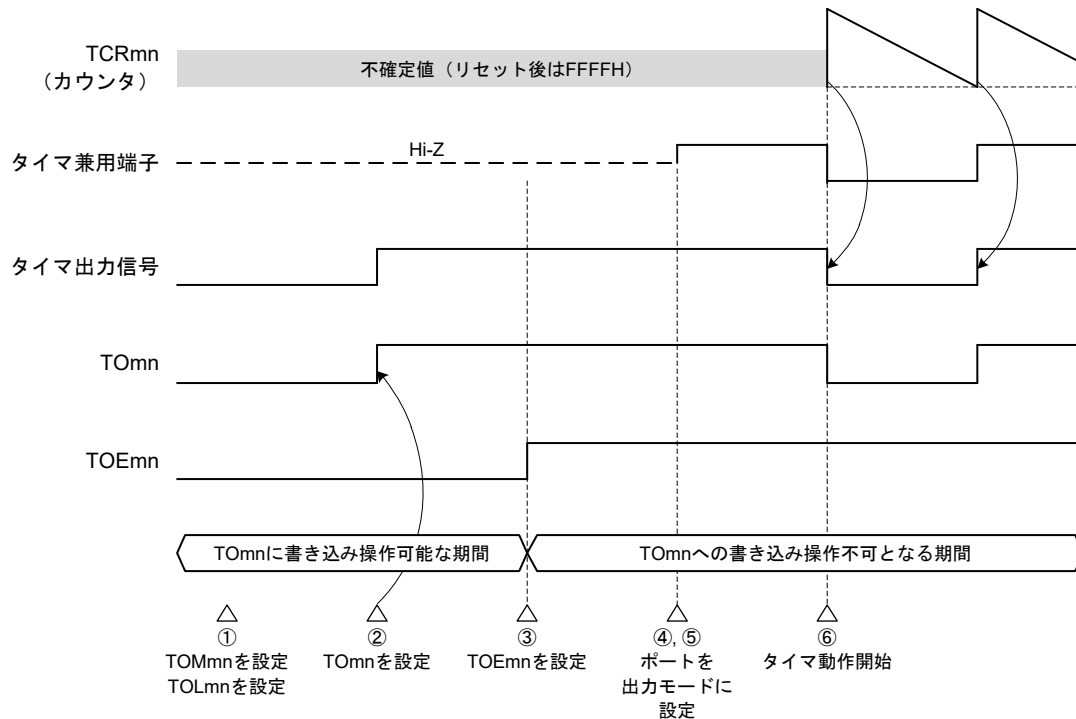 TCRmn
（カウンタ）
不確定値（リセット後はFFFFH）
タイマ兼用端子
Hi-Z
タイマ出力信号
TOmn
TOEmn
TOmnに書き込み操作可能な期間
TOmnへの書き込み操作不可となる期間
①
TOMmnを設定
TOLmnを設定
②
TOmnを設定
③
TOEmnを設定
④, ⑤
ポートを
出力モードに
設定
⑥
タイマ動作開始